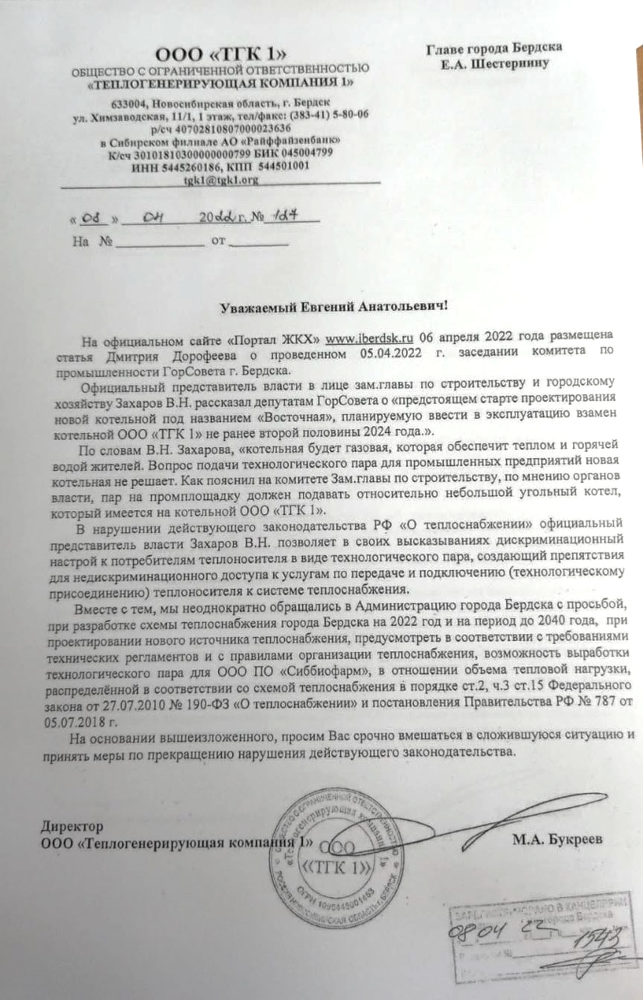 ООО «ТГК 1»
ОБЩЕСТВО С ОГРАНИЧЕННОЙ ОТВЕТСТВЕННОСТЬЮ
«ТЕПЛОГЕНЕРИРУЮЩАЯ КОМПАНИЯ 1»
633004, Новосибирская область, г. Бердск
ул. Химзаводская, 11/1, 1 этаж, тел/факс: (383-41) 5-80-06
р/сч 40702810807000023636
в Сибирском филиале АО «Райффайзенбанк»
К/сч 30101810300000000799 БИК 045004799
ИНН 5445260186, КПП 544501001
tgk1@tgk1.org
Главе города Бердска
Е.А. Шестернину
« 08 » 04 2022 г. № 127
На № от
Уважаемый Евгений Анатольевич!
На официальном сайте «Портал ЖКХ» www.iberdsk.ru 06 апреля 2022 года размещена
статья Дмитрия Дорофеева о проведенном 05.04.2022 г. заседании комитета по
промышленности ГорСовета г. Бердска.
Официальный представитель власти в лице зам.главы по строительству и городскому
хозяйству Захаров В.Н. рассказал депутатам ГорСовета о «предстоящем старте проектирования
новой котельной под названием «Восточная», планируемую ввести в эксплуатацию взамен
котельной ООО «ТГК 1» не ранее второй половины 2024 года.».
По словам В.Н. Захарова, «котельная будет газовая, которая обеспечит теплом и горячей
водой жителей. Вопрос подачи технологического пара для промышленных предприятий новая
котельная не решает. Как пояснил на комитете Зам.главы по строительству, по мнению органов
власти, пар на промплощадку должен подавать относительно небольшой угольный котел,
который имеется на котельной ООО «ТГК 1».
В нарушении действующего законодательства РФ «О теплоснабжении» официальный
представитель власти Захаров В.Н. позволяет в своих высказываниях дискриминационный
настрой к потребителям теплоносителя в виде технологического пара, создающий препятствия
для недискриминационного доступа к услугам по передаче и подключению (технологическому
присоединению) теплоносителя к системе теплоснабжения.
Вместе с тем, мы неоднократно обращались в Администрацию города Бердска с просьбой,
при разработке схемы теплоснабжения города Бердска на 2022 год и на период до 2040 года, при
проектировании нового источника теплоснабжения, предусмотреть в соответствии с требованиями
технических регламентов и с правилами организации теплоснабжения, возможность выработки
технологического пара для ООО ПО «Сиббиофарм», в отношении объема тепловой нагрузки,
распределённой в соответствии со схемой теплоснабжения в порядке ст.2, ч.3 ст.15 Федерального
закона от 27.07.2010 № 190-ФЗ «О теплоснабжении» и постановления Правительства РФ № 787 от
05.07.2018 г.
На основании вышеизложенного, просим Вас срочно вмешаться в сложившуюся ситуацию и
принять меры по прекращению нарушения действующего законодательства.
Директор
ООО «Теплогенерирующая компания 1»
М.А. Букреев
ОБЩЕСТВО С ОГРАНИЧЕННОЙ ОТВЕТСТВЕННОСТЬЮ
«Теплогенерирующая компания 1»
ООО
«ТГК 1»
РОССИЯ НОВОСИБИРСКАЯ ОБЛАСТЬ г. БЕРДСК
ЗАРЕГИСТРИРОВАНО В КАНЦЕЛЯРИИ
города Бердска
08 04 22
1543